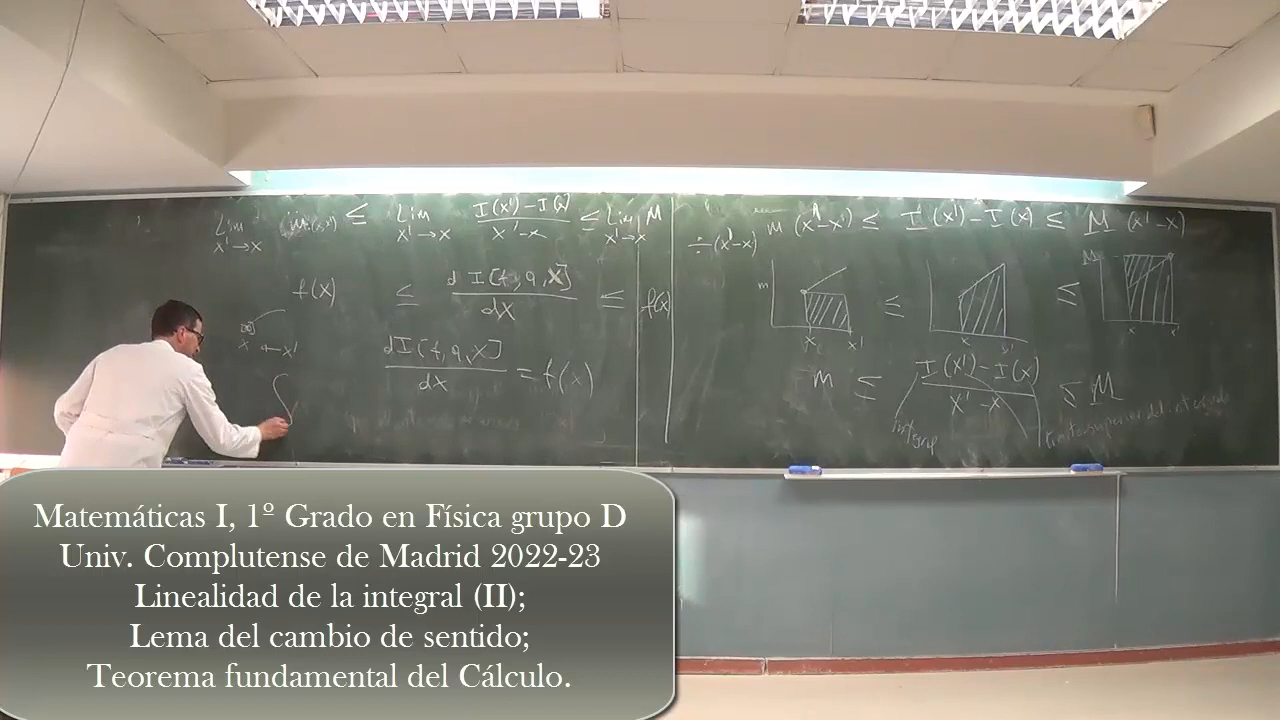 Lim x'→x m(x,x') ≤ Lim x'→x I(x') - I(x) / x' - x ≤ Lim x'→x M
f(x) ≤ d I[f, a, x] / dx ≤ f(x)
x ← x'
d I[f, a, x] / dx = f(x)
m (x' - x) ≤ I(x') - I(x) ≤ M (x' - x)
÷ (x' - x)
m ≤ ≤ M
x x' x x' x x'
m ≤ I(x') - I(x) / x' - x ≤ M
Matemáticas I, 1º Grado en Física grupo D
Univ. Complutense de Madrid 2022-23
Linealidad de la integral (II);
Lema del cambio de sentido;
Teorema fundamental del Cálculo.